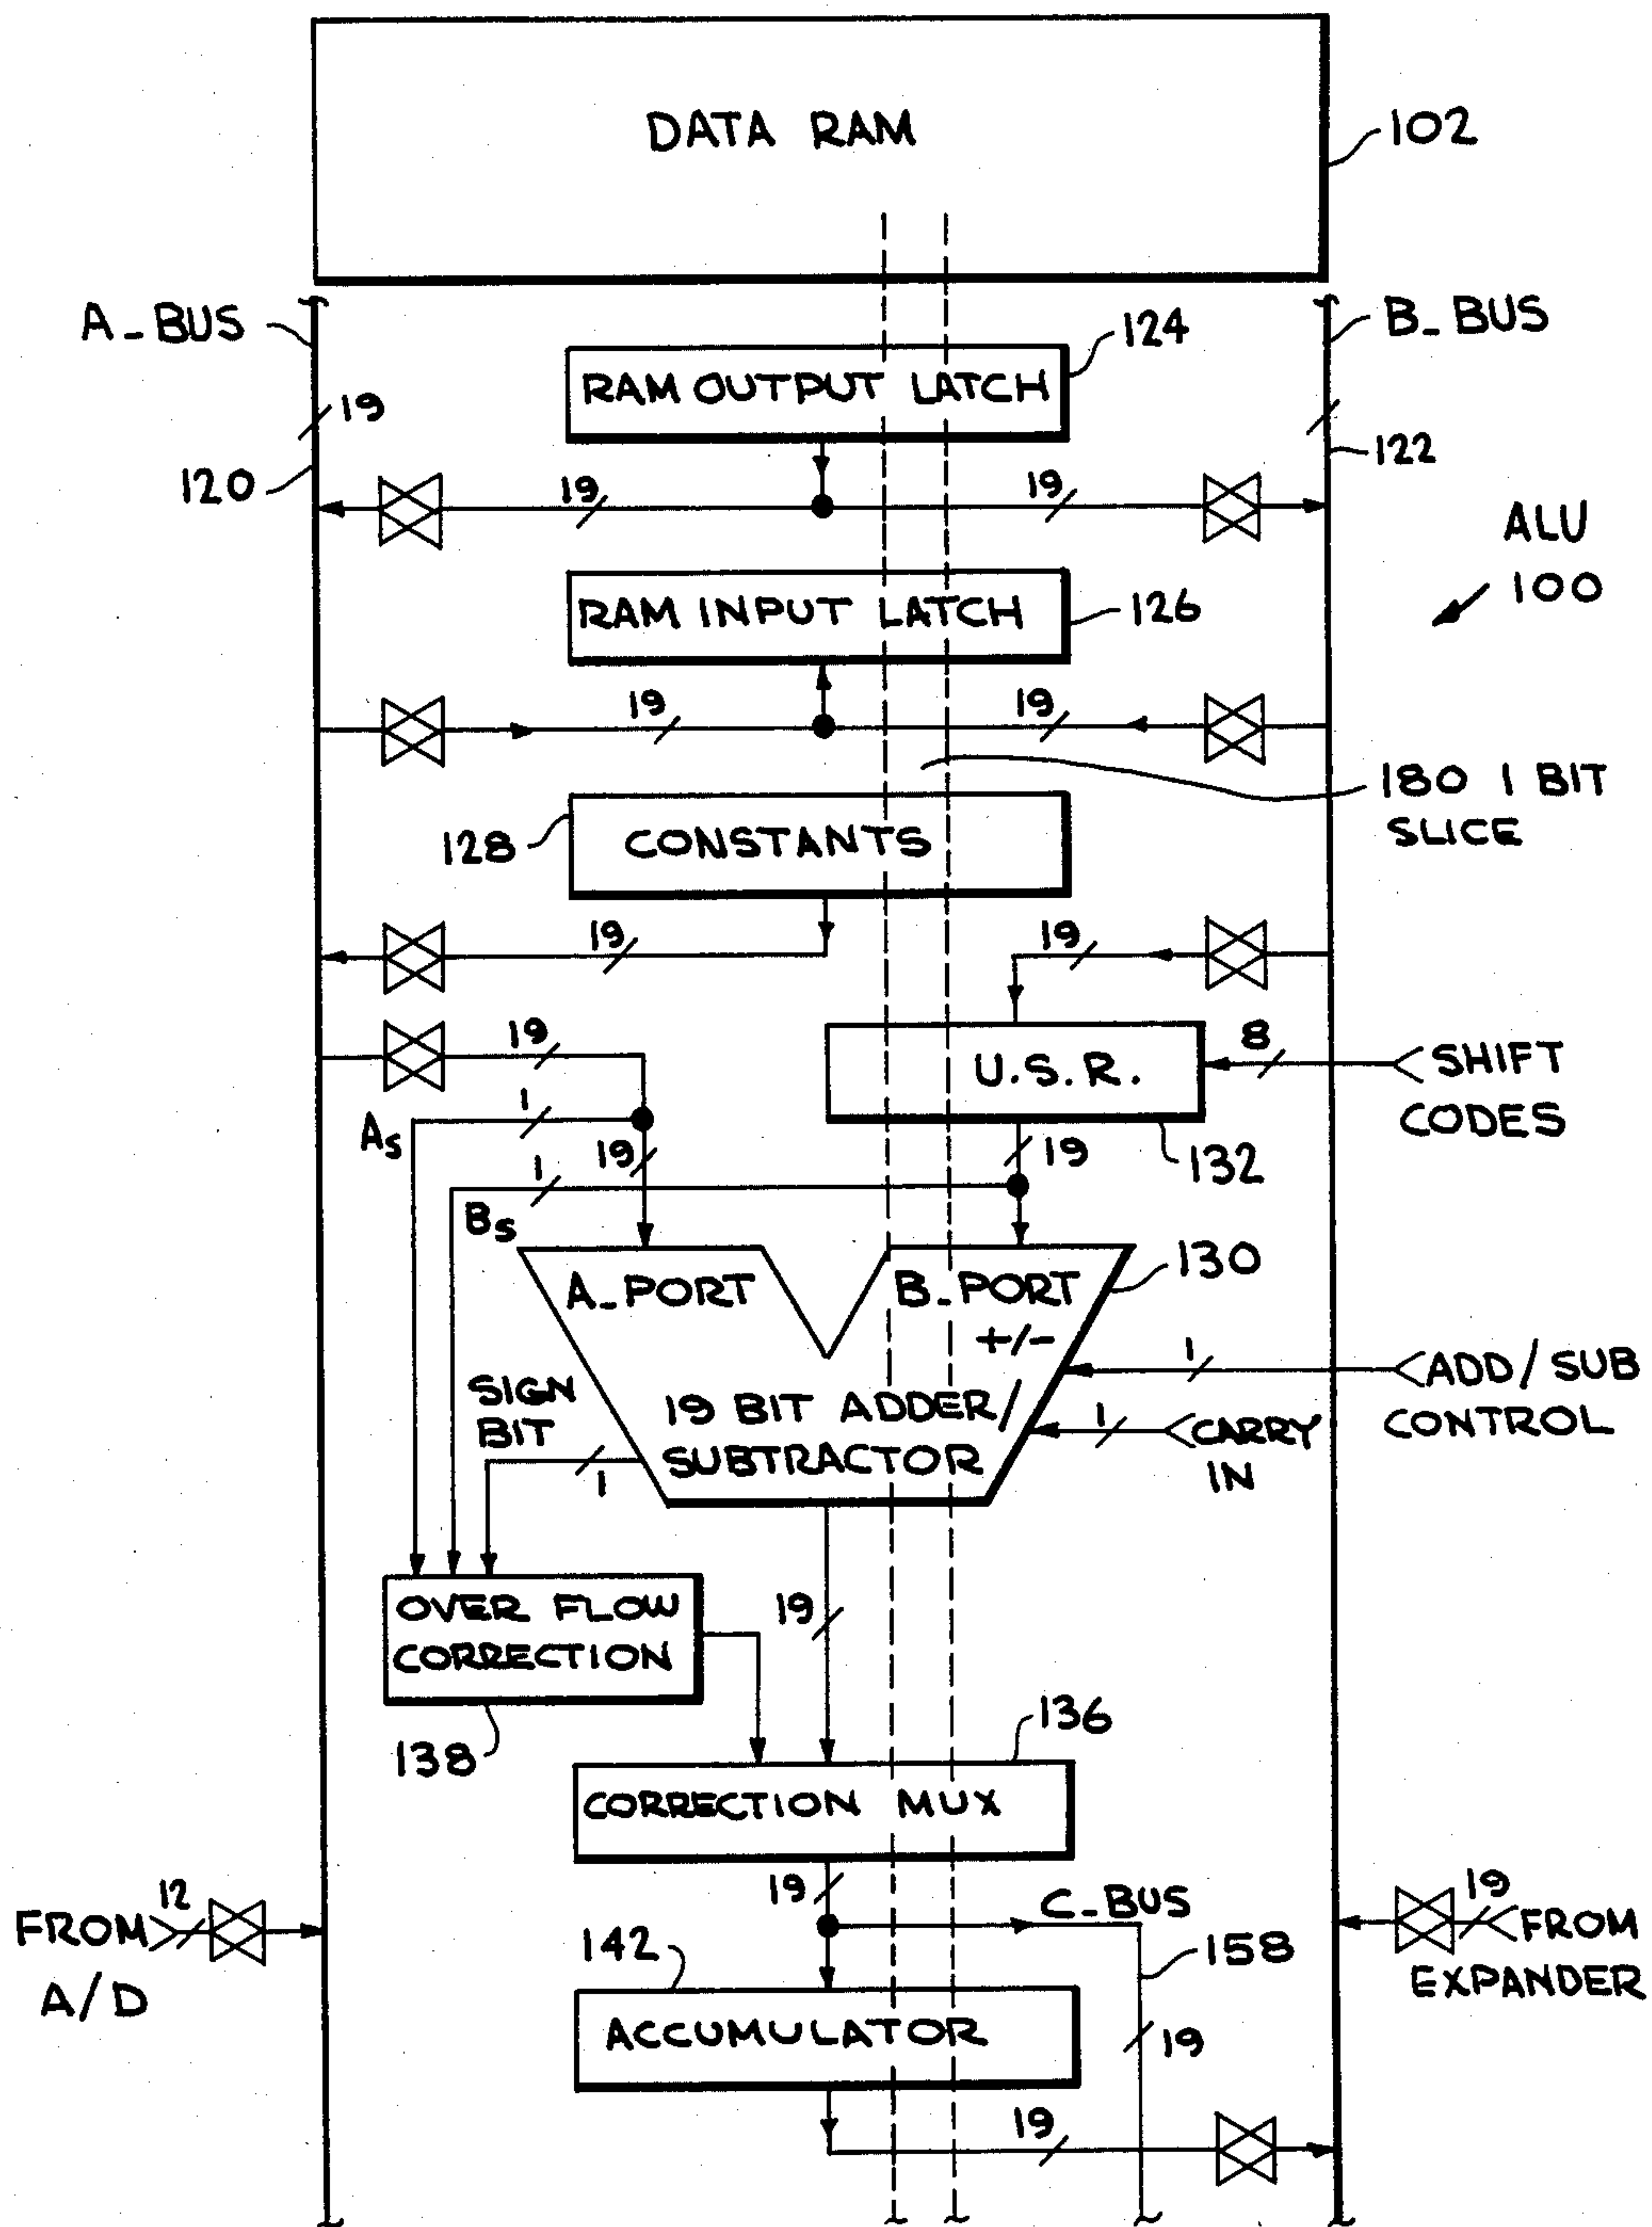 DATA RAM
102
A_BUS
B_BUS
124
RAM OUTPUT LATCH
19
120
122
19
19
ALU
100
RAM INPUT LATCH
126
19
19
180 1 BIT
SLICE
128
CONSTANTS
19
19
19
U.S.R.
8
SHIFT
CODES
1
AS
19
19
132
1
BS
A_PORT
B_PORT
130
+/-
1
ADD/SUB
CONTROL
SIGN
BIT
19 BIT ADDER/
SUBTRACTOR
1
CARRY
IN
1
OVER FLOW
CORRECTION
19
138
136
CORRECTION MUX
19
C_BUS
12
FROM
A/D
19
FROM
EXPANDER
142
158
ACCUMULATOR
19
19